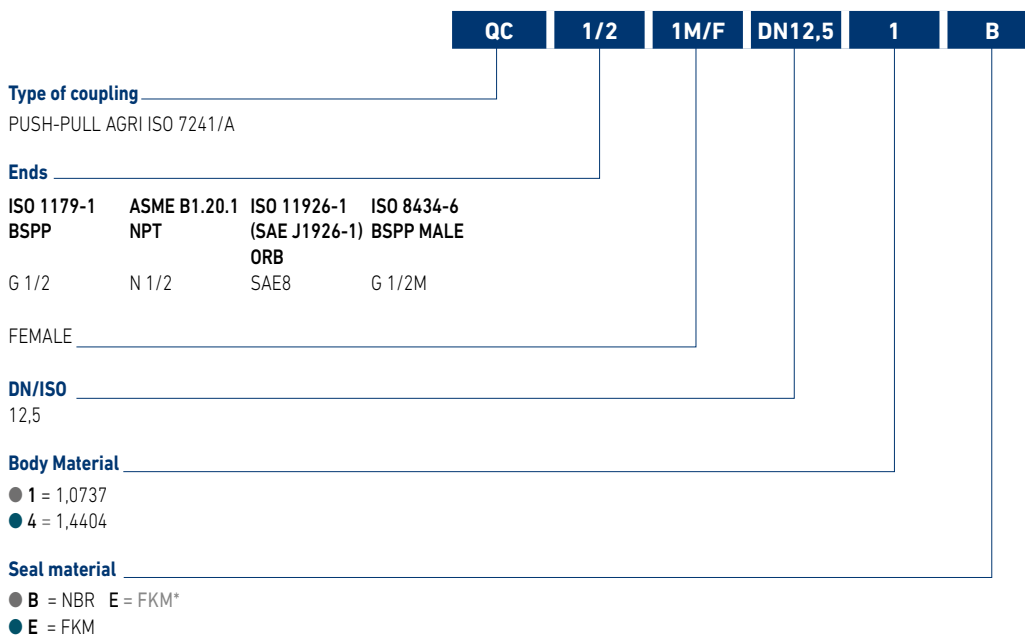 QC 1/2 1M/F DN12,5 1 B
Type of coupling
PUSH-PULL AGRI ISO 7241/A
Ends
ISO 1179-1 ASME B1.20.1 ISO 11926-1 ISO 8434-6
BSPP NPT (SAE J1926-1) BSPP MALE
ORB
G 1/2 N 1/2 SAE8 G 1/2M
FEMALE
DN/ISO
12,5
Body Material
1 = 1,0737
4 = 1,4404
Seal material
B = NBR E = FKM*
E = FKM